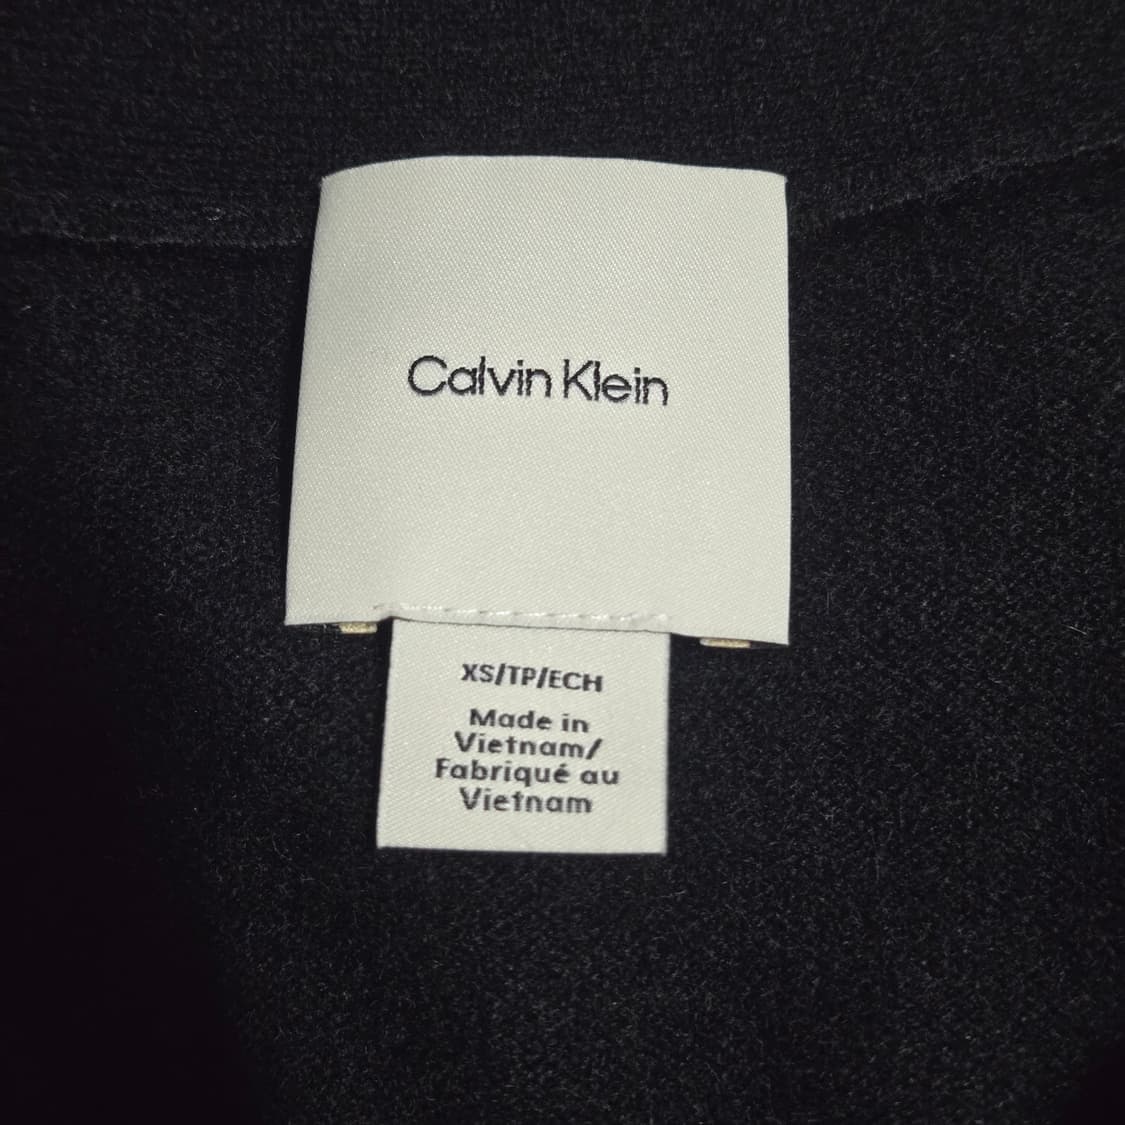 Calvin Klein
XS/TP/ECH
Made in
Vietnam/
Fabriqué au
Vietnam